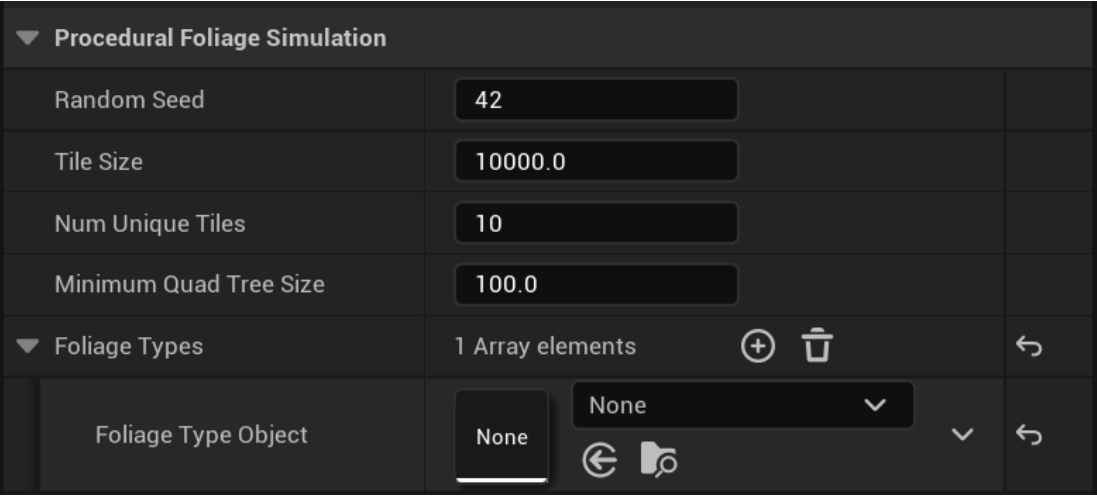 Procedural Foliage Simulation
Random Seed 42
Tile Size 10000.0
Num Unique Tiles 10
Minimum Quad Tree Size 100.0
Foliage Types 1 Array elements
Foliage Type Object None None